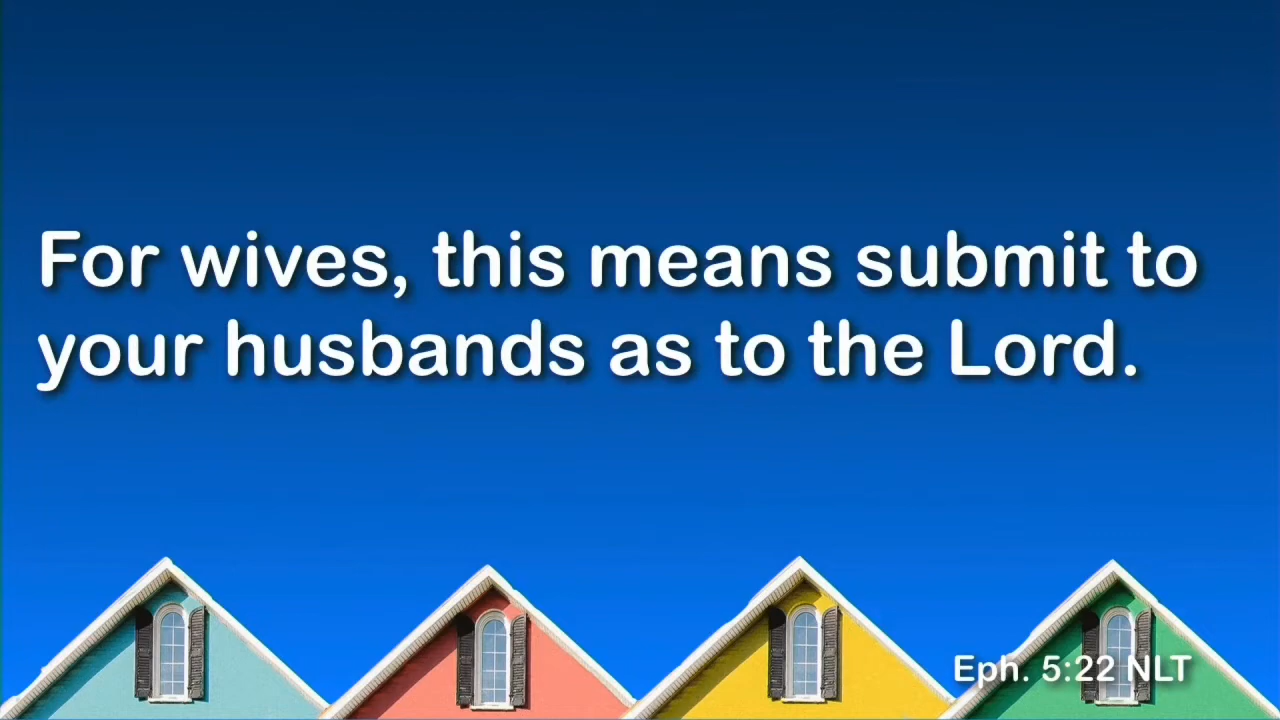 For wives, this means submit to
your husbands as to the Lord.
Eph. 5:22 NLT